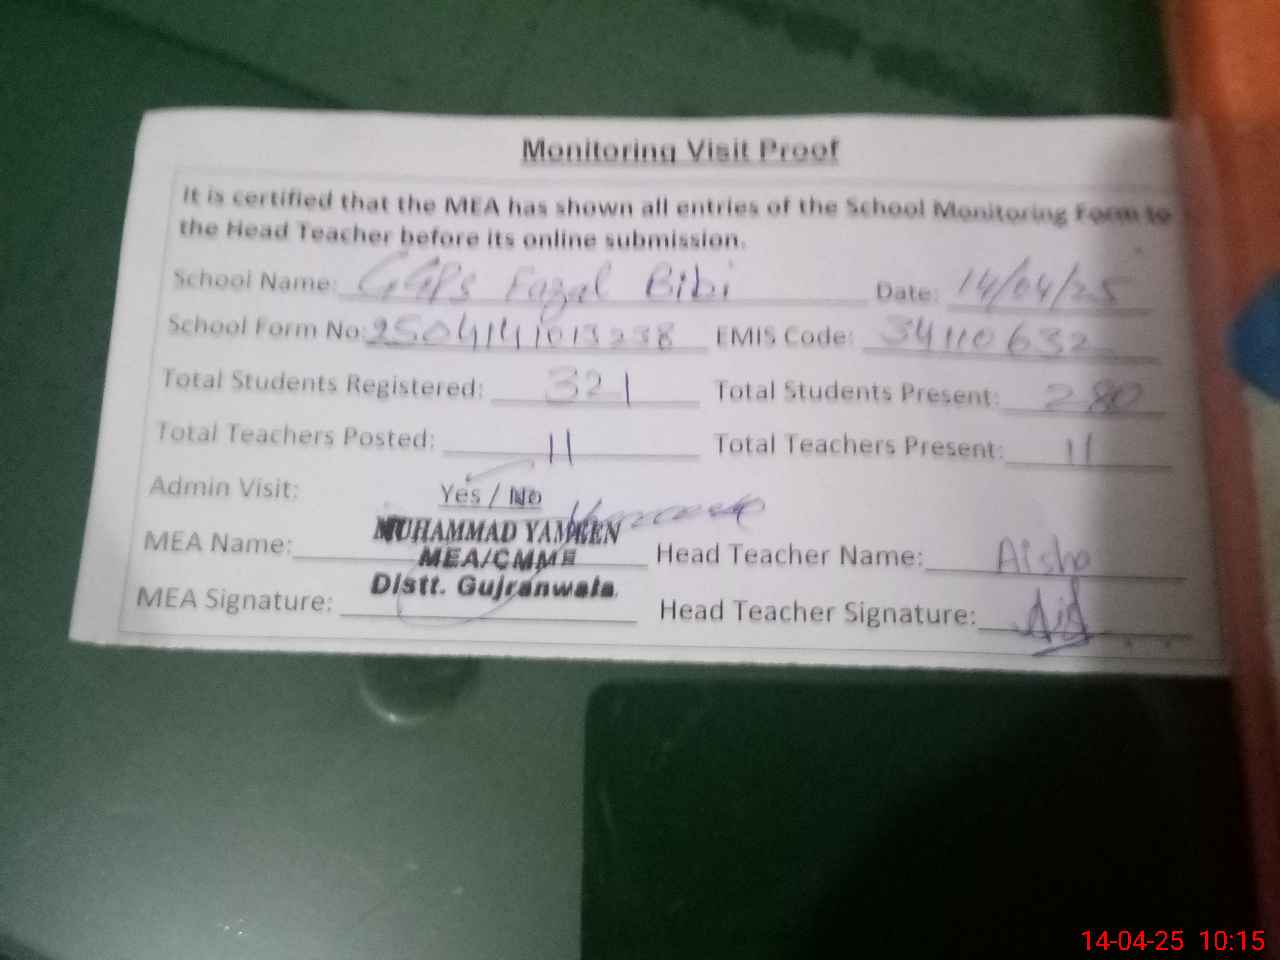 Monitoring Visit Proof
It is certified that the MEA has shown all entries of the School Monitoring Form to
the Head Teacher before its online submission.
School Name: GGPS Fazal Bibi Date: 14/04/25
School Form No: 25041411013238 EMIS Code: 34110632
Total Students Registered: 321 Total Students Present: 280
Total Teachers Posted: 11 Total Teachers Present: 11
Admin Visit: Yes / No
MUHAMMAD YAMEEN
MEA Name: MEA/CMME Head Teacher Name: Aisha
Distt. Gujranwala.
MEA Signature: Head Teacher Signature:
14-04-25 10:15